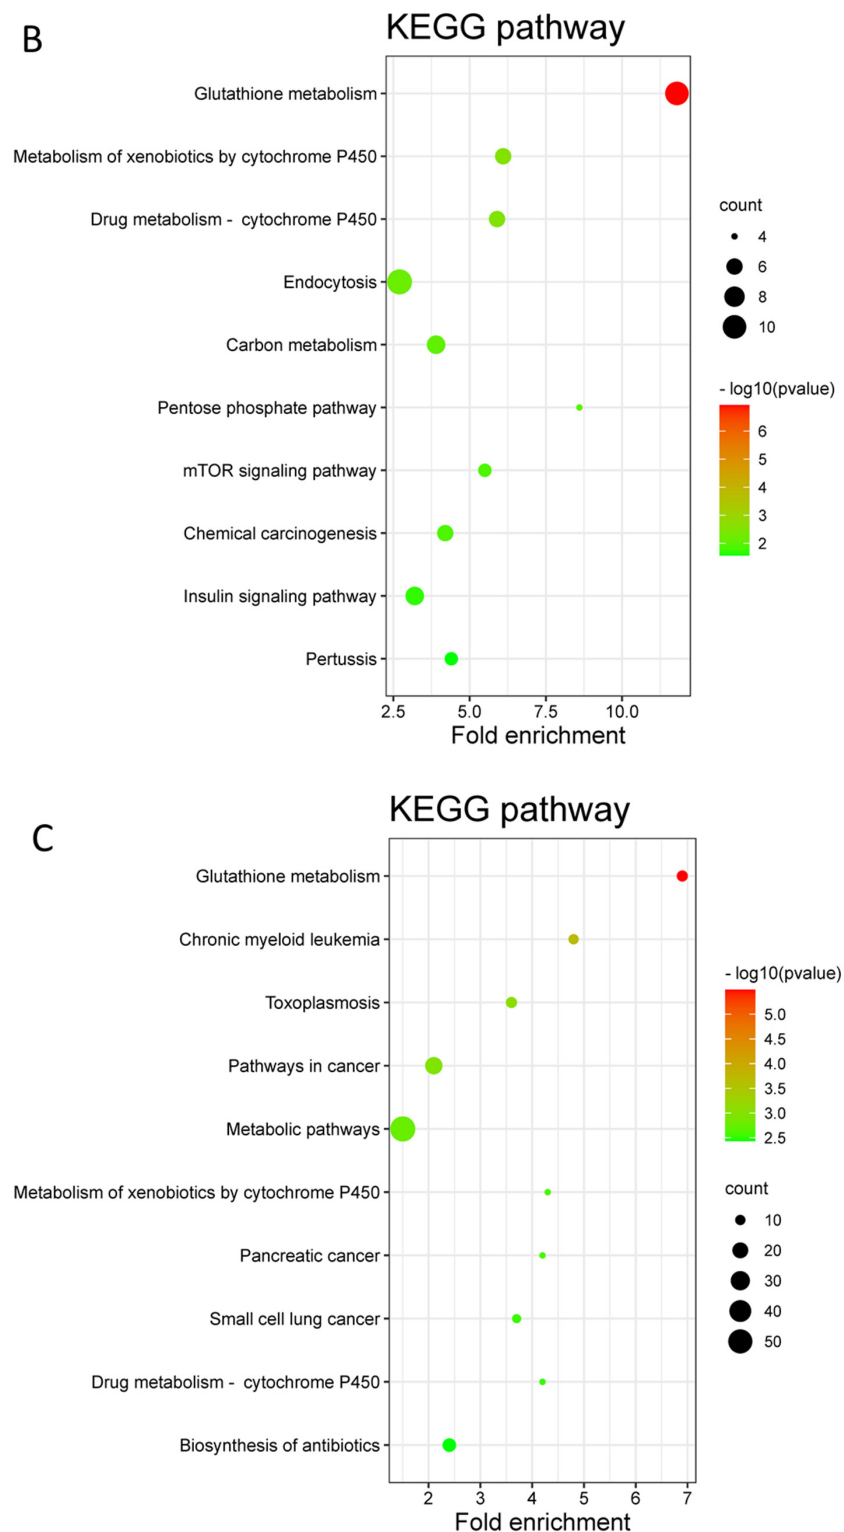 B
KEGG pathway
Glutathione metabolism
Metabolism of xenobiotics by cytochrome P450
Drug metabolism - cytochrome P450
Endocytosis
Carbon metabolism
Pentose phosphate pathway
mTOR signaling pathway
Chemical carcinogenesis
Insulin signaling pathway
Pertussis
2.5 5.0 7.5 10.0
Fold enrichment
count
4
6
8
10
- log10(pvalue)
6
5
4
3
2
C
KEGG pathway
Glutathione metabolism
Chronic myeloid leukemia
Toxoplasmosis
Pathways in cancer
Metabolic pathways
Metabolism of xenobiotics by cytochrome P450
Pancreatic cancer
Small cell lung cancer
Drug metabolism - cytochrome P450
Biosynthesis of antibiotics
2 3 4 5 6 7
Fold enrichment
- log10(pvalue)
5.0
4.5
4.0
3.5
3.0
2.5
count
10
20
30
40
50